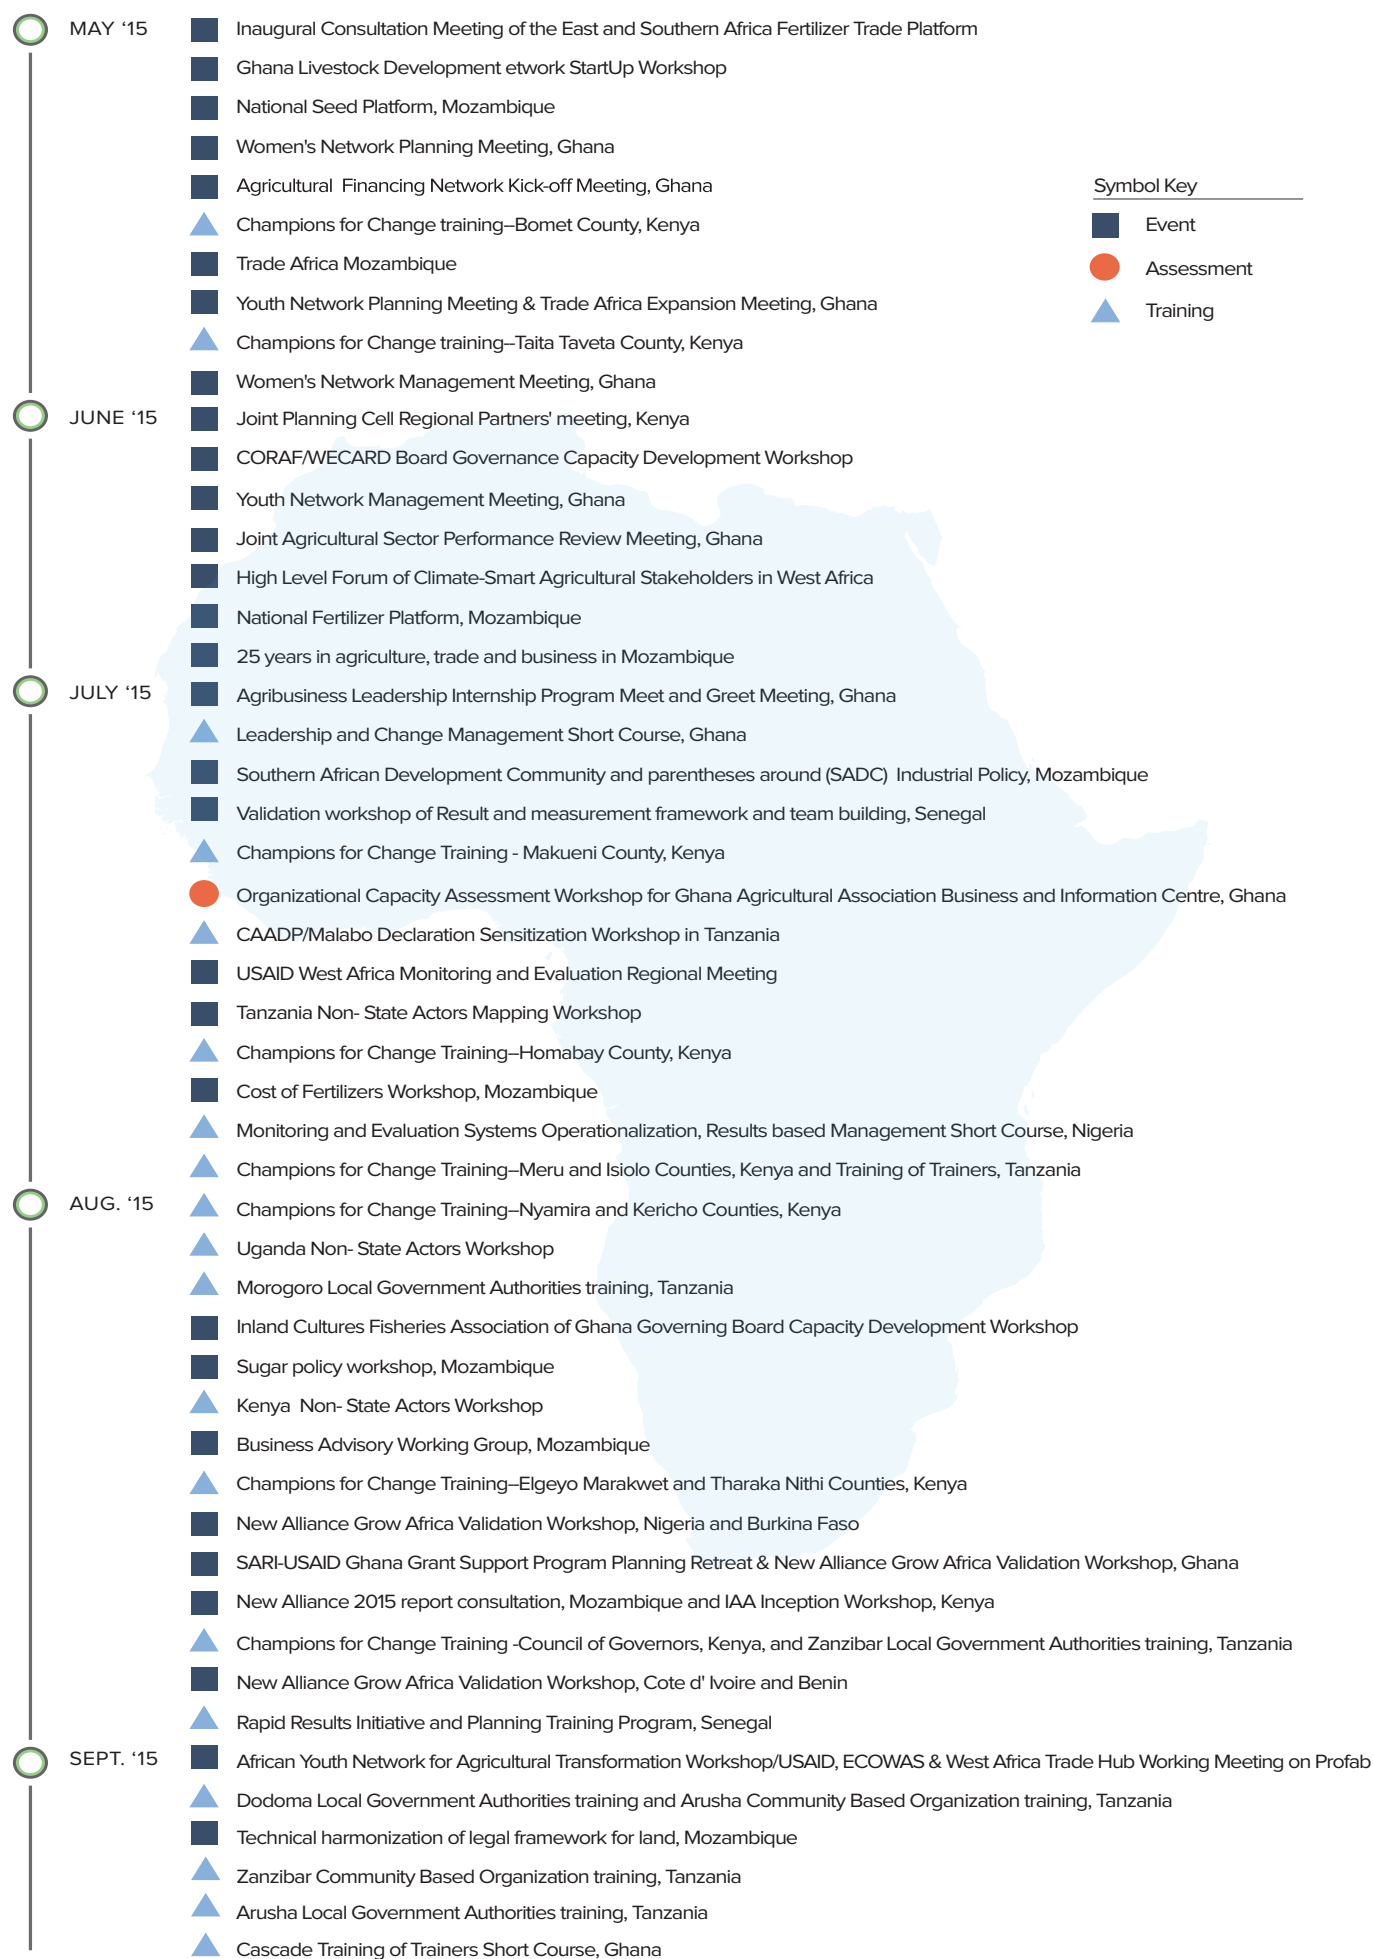 MAY ‘15
Inaugural Consultation Meeting of the East and Southern Africa Fertilizer Trade Platform
Ghana Livestock Development etwork StartUp Workshop
National Seed Platform, Mozambique
Women's Network Planning Meeting, Ghana
Agricultural Financing Network Kick-off Meeting, Ghana
Champions for Change training--Bomet County, Kenya
Trade Africa Mozambique
Youth Network Planning Meeting & Trade Africa Expansion Meeting, Ghana
Champions for Change training--Taita Taveta County, Kenya
Women's Network Management Meeting, Ghana
Symbol Key
Event
Assessment
Training
JUNE ‘15
Joint Planning Cell Regional Partners' meeting, Kenya
CORAF/WECARD Board Governance Capacity Development Workshop
Youth Network Management Meeting, Ghana
Joint Agricultural Sector Performance Review Meeting, Ghana
High Level Forum of Climate-Smart Agricultural Stakeholders in West Africa
National Fertilizer Platform, Mozambique
25 years in agriculture, trade and business in Mozambique
JULY ‘15
Agribusiness Leadership Internship Program Meet and Greet Meeting, Ghana
Leadership and Change Management Short Course, Ghana
Southern African Development Community and parentheses around (SADC) Industrial Policy, Mozambique
Validation workshop of Result and measurement framework and team building, Senegal
Champions for Change Training - Makueni County, Kenya
Organizational Capacity Assessment Workshop for Ghana Agricultural Association Business and Information Centre, Ghana
CAADP/Malabo Declaration Sensitization Workshop in Tanzania
USAID West Africa Monitoring and Evaluation Regional Meeting
Tanzania Non- State Actors Mapping Workshop
Champions for Change Training--Homabay County, Kenya
Cost of Fertilizers Workshop, Mozambique
Monitoring and Evaluation Systems Operationalization, Results based Management Short Course, Nigeria
Champions for Change Training--Meru and Isiolo Counties, Kenya and Training of Trainers, Tanzania
AUG. ‘15
Champions for Change Training--Nyamira and Kericho Counties, Kenya
Uganda Non- State Actors Workshop
Morogoro Local Government Authorities training, Tanzania
Inland Cultures Fisheries Association of Ghana Governing Board Capacity Development Workshop
Sugar policy workshop, Mozambique
Kenya Non- State Actors Workshop
Business Advisory Working Group, Mozambique
Champions for Change Training--Elgeyo Marakwet and Tharaka Nithi Counties, Kenya
New Alliance Grow Africa Validation Workshop, Nigeria and Burkina Faso
SARI-USAID Ghana Grant Support Program Planning Retreat & New Alliance Grow Africa Validation Workshop, Ghana
New Alliance 2015 report consultation, Mozambique and IAA Inception Workshop, Kenya
Champions for Change Training -Council of Governors, Kenya, and Zanzibar Local Government Authorities training, Tanzania
New Alliance Grow Africa Validation Workshop, Cote d' Ivoire and Benin
Rapid Results Initiative and Planning Training Program, Senegal
SEPT. ‘15
African Youth Network for Agricultural Transformation Workshop/USAID, ECOWAS & West Africa Trade Hub Working Meeting on Profab
Dodoma Local Government Authorities training and Arusha Community Based Organization training, Tanzania
Technical harmonization of legal framework for land, Mozambique
Zanzibar Community Based Organization training, Tanzania
Arusha Local Government Authorities training, Tanzania
Cascade Training of Trainers Short Course, Ghana